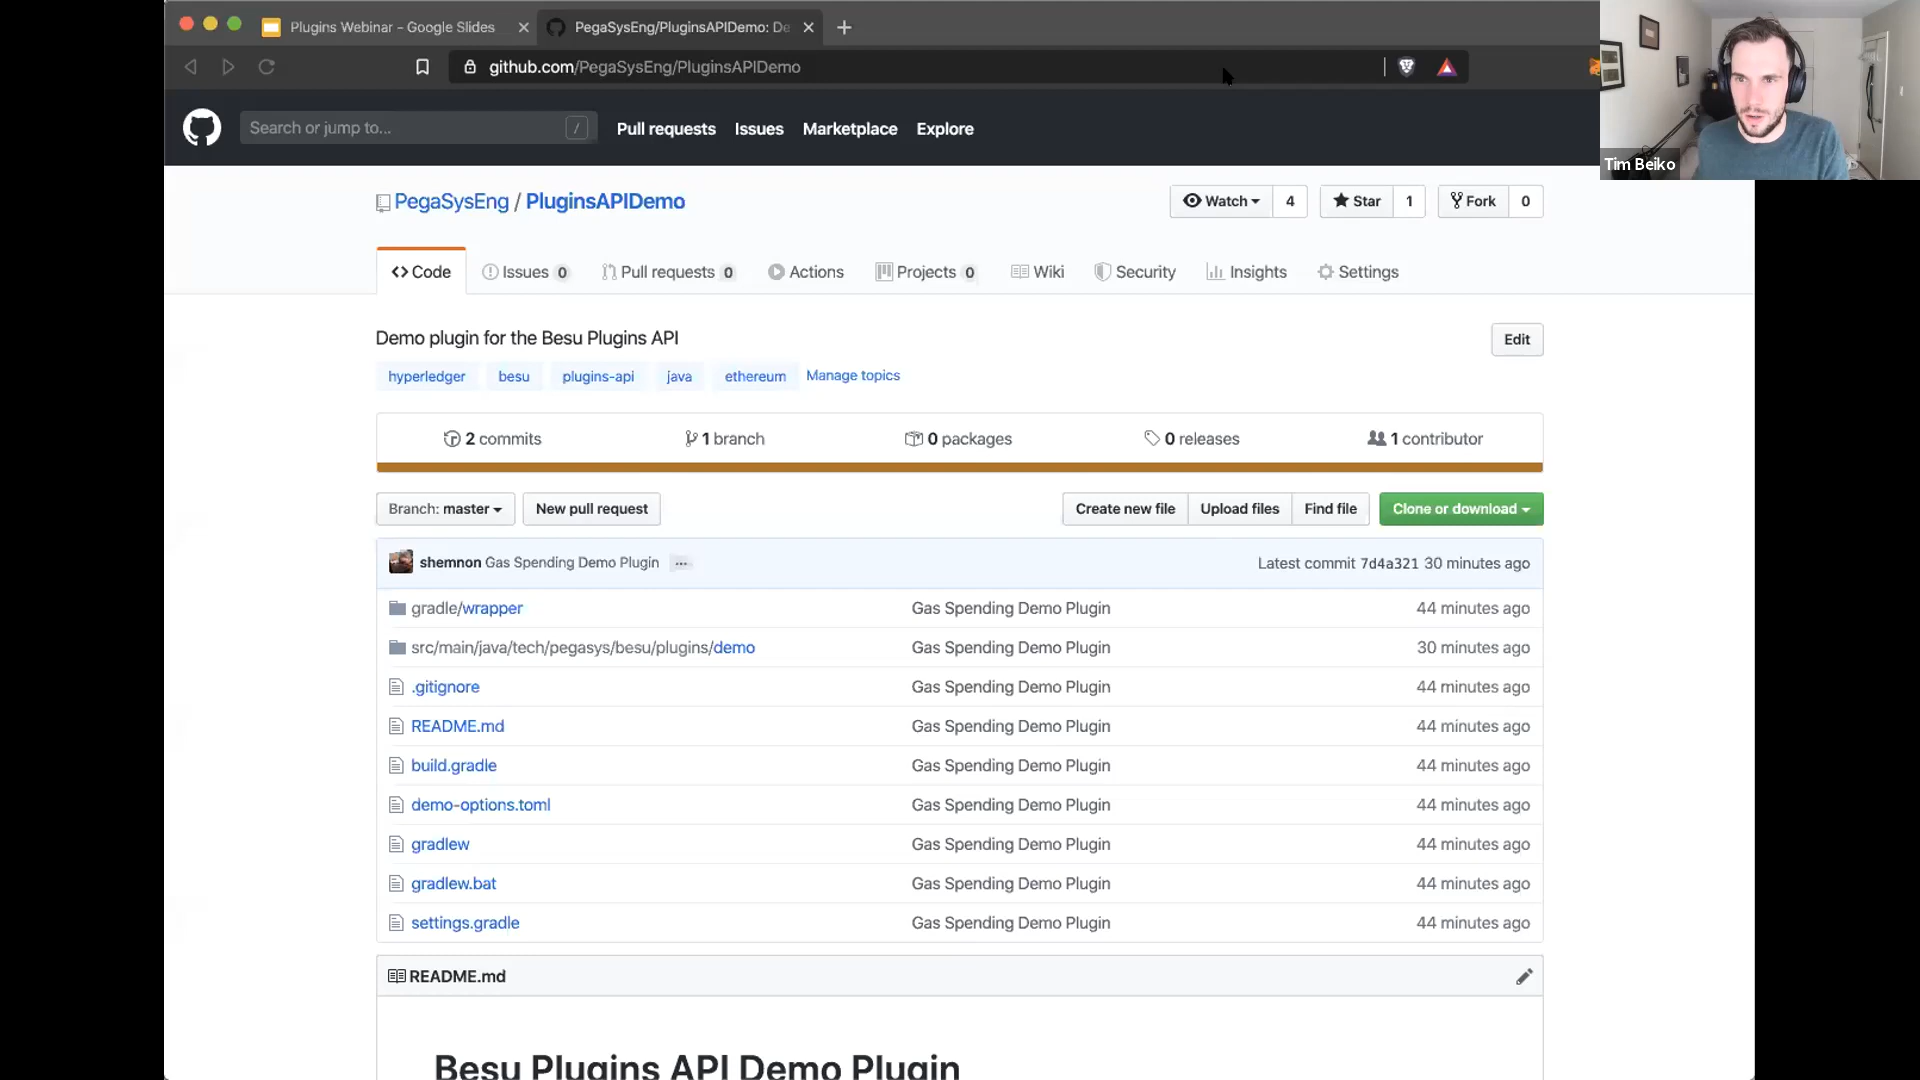 Plugins Webinar - Google Slides
PegaSysEng/PluginsAPIDemo: De
github.com/PegaSysEng/PluginsAPIDemo
Tim Beiko
Search or jump to... /
Pull requests Issues Marketplace Explore
PegaSysEng / PluginsAPIDemo
Watch 4 Star 1 Fork 0
Code Issues 0 Pull requests 0 Actions Projects 0 Wiki Security Insights Settings
Demo plugin for the Besu Plugins API
Edit
hyperledger besu plugins-api java ethereum Manage topics
2 commits 1 branch 0 packages 0 releases 1 contributor
Branch: master New pull request Create new file Upload files Find file Clone or download
shemnon Gas Spending Demo Plugin ... Latest commit 7d4a321 30 minutes ago
gradle/wrapper Gas Spending Demo Plugin 44 minutes ago
src/main/java/tech/pegasys/besu/plugins/demo Gas Spending Demo Plugin 30 minutes ago
.gitignore Gas Spending Demo Plugin 44 minutes ago
README.md Gas Spending Demo Plugin 44 minutes ago
build.gradle Gas Spending Demo Plugin 44 minutes ago
demo-options.toml Gas Spending Demo Plugin 44 minutes ago
gradlew Gas Spending Demo Plugin 44 minutes ago
gradlew.bat Gas Spending Demo Plugin 44 minutes ago
settings.gradle Gas Spending Demo Plugin 44 minutes ago
README.md
Besu Plugins API Demo Plugin